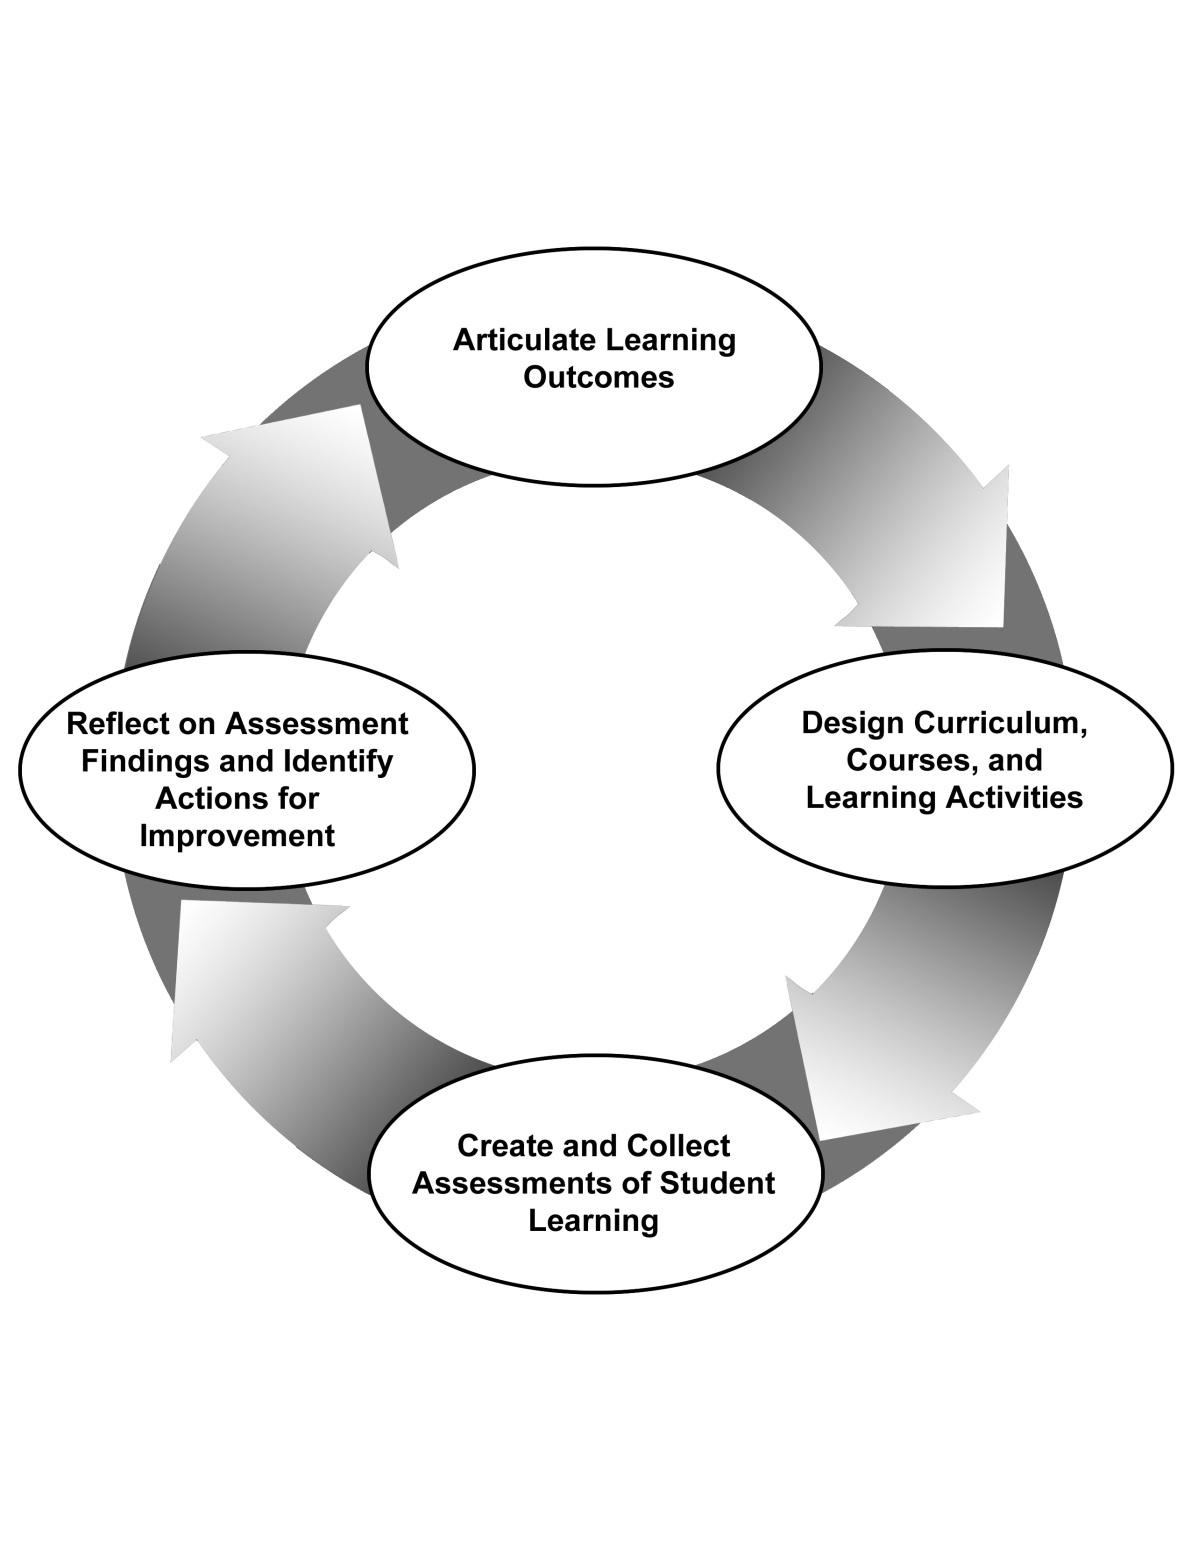 Articulate Learning
Outcomes
Design Curriculum,
Courses, and
Learning Activities
Create and Collect
Assessments of Student
Learning
Reflect on Assessment
Findings and Identify
Actions for
Improvement